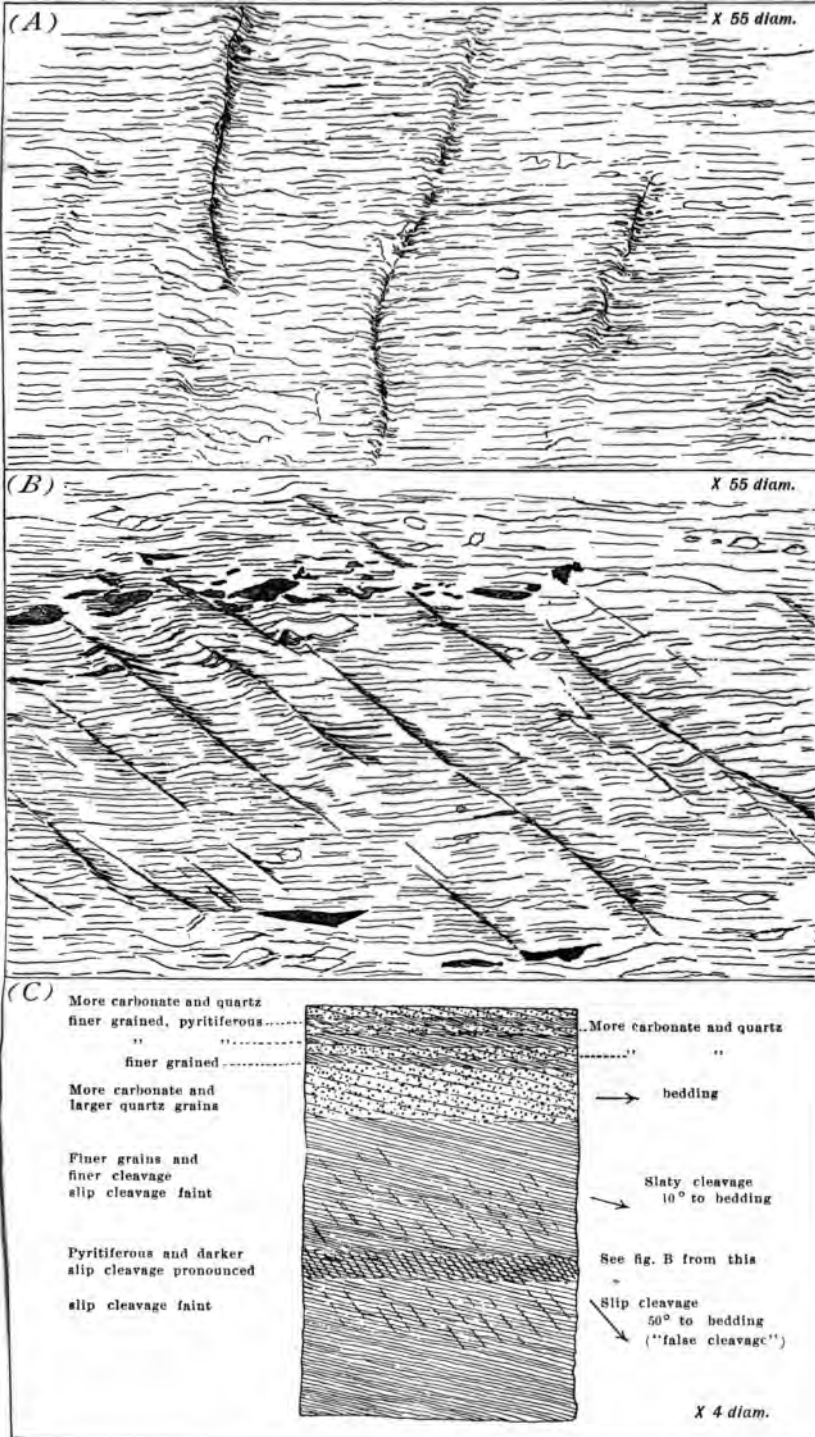 (A)
X 55 diam.
(B)
X 55 diam.
(C)
More carbonate and quartz
finer grained, pyritiferous
" "
finer grained
More carbonate and
larger quartz grains
Finer grains and
finer cleavage
slip cleavage faint
Pyritiferous and darker
slip cleavage pronounced
slip cleavage faint
More carbonate and quartz
" "
bedding
Slaty cleavage
10° to bedding
See fig. B from this
Slip cleavage
50° to bedding
("false cleavage")
X 4 diam.